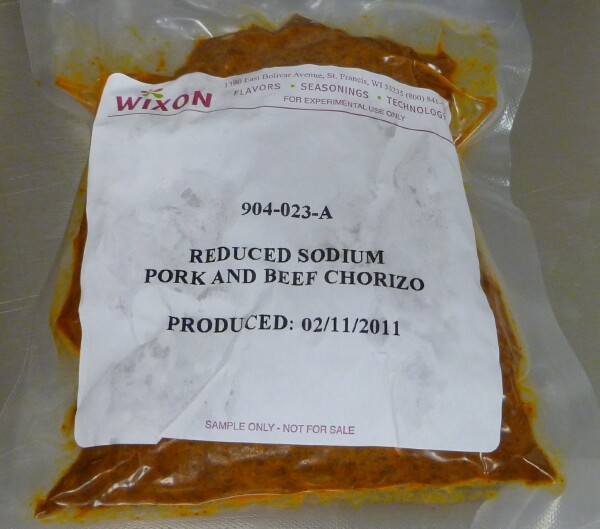 WIXON
1390 East Bolivar Avenue, St. Francis, WI 53235 (800) 841-
FLAVORS • SEASONINGS • TECHNOLOGY
FOR EXPERIMENTAL USE ONLY
904-023-A
REDUCED SODIUM
PORK AND BEEF CHORIZO
PRODUCED: 02/11/2011
SAMPLE ONLY - NOT FOR SALE